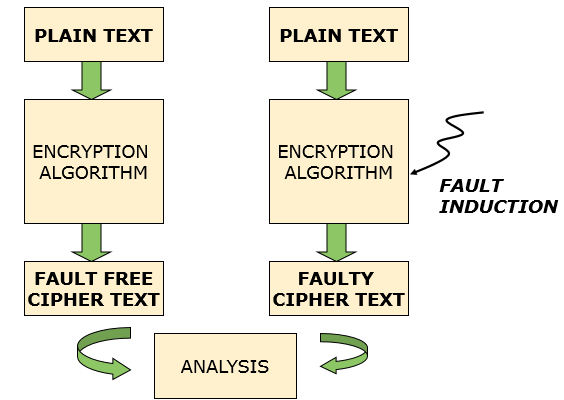 PLAIN TEXT
PLAIN TEXT
ENCRYPTION
ALGORITHM
ENCRYPTION
ALGORITHM
FAULT
INDUCTION
FAULT FREE
CIPHER TEXT
FAULTY
CIPHER TEXT
ANALYSIS